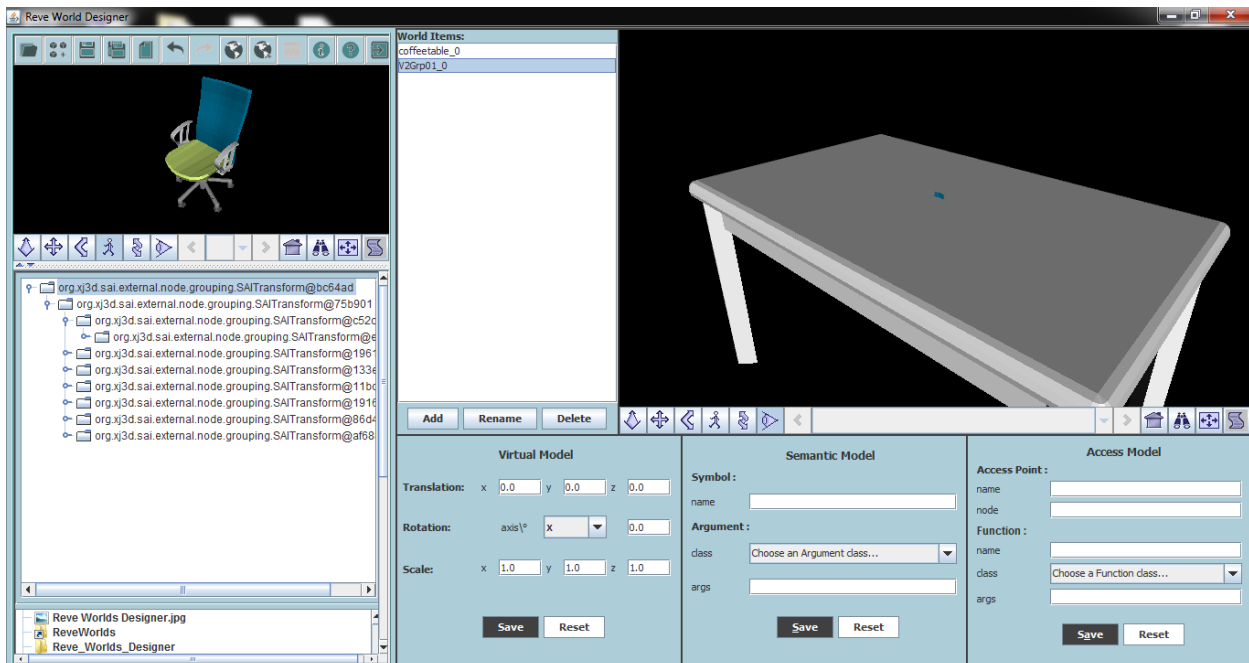 Reve World Designer
World Items:
coffeetable_0
V2Grp01_0
org.xj3d.sai.external.node.grouping.SAITransform@bc64ad
org.xj3d.sai.external.node.grouping.SAITransform@75b901
org.xj3d.sai.external.node.grouping.SAITransform@c52c
org.xj3d.sai.external.node.grouping.SAITransform@e
org.xj3d.sai.external.node.grouping.SAITransform@1961
org.xj3d.sai.external.node.grouping.SAITransform@133e
org.xj3d.sai.external.node.grouping.SAITransform@11bc
org.xj3d.sai.external.node.grouping.SAITransform@1916
org.xj3d.sai.external.node.grouping.SAITransform@86d4
org.xj3d.sai.external.node.grouping.SAITransform@af68
Reve Worlds Designer.jpg
ReveWorlds
Reve_Worlds_Designer
Add Rename Delete
Virtual Model
Translation: x 0.0 y 0.0 z 0.0
Rotation: axis\° x 0.0
Scale: x 1.0 y 1.0 z 1.0
Save Reset
Semantic Model
Symbol :
name
Argument :
class Choose an Argument class...
args
Save Reset
Access Model
Access Point :
name
node
Function :
name
class Choose a Function class...
args
Save Reset